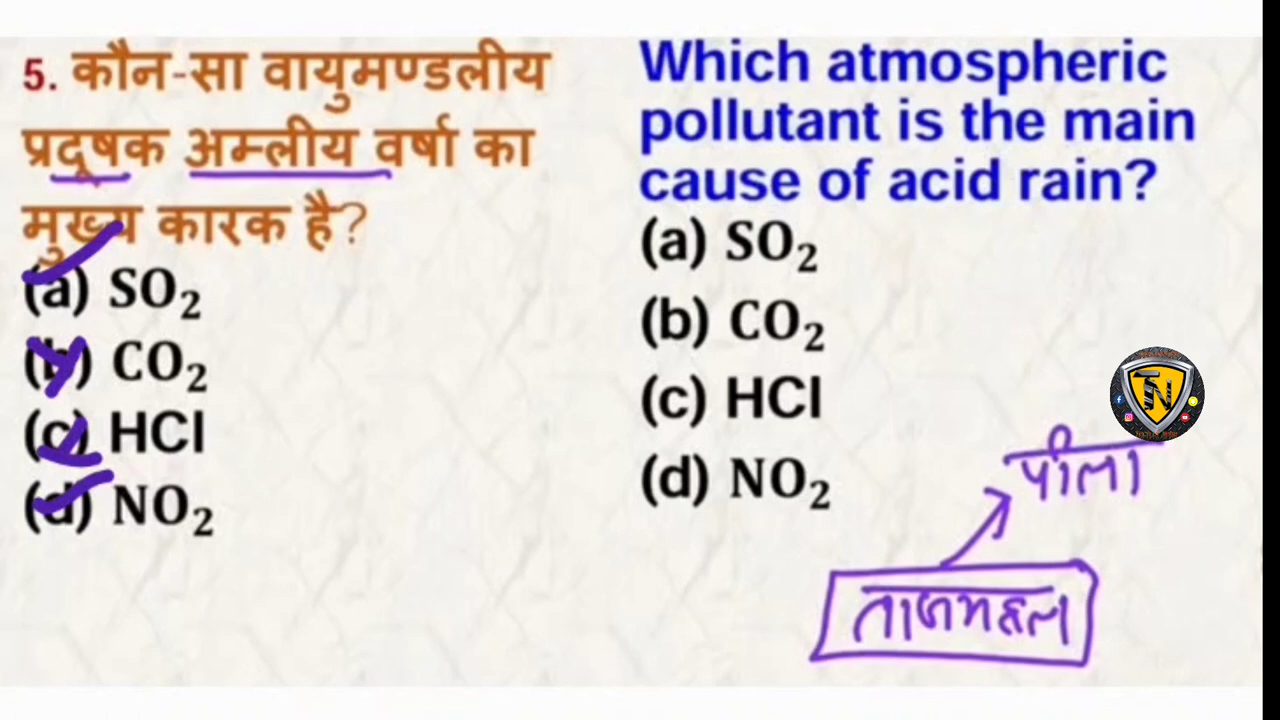 5. कौन-सा वायुमण्डलीय
प्रदूषक अम्लीय वर्षा का
मुख्य कारक है?
(a) SO₂
(b) CO₂
(c) HCl
(d) NO₂
Which atmospheric
pollutant is the main
cause of acid rain?
(a) SO₂
(b) CO₂
(c) HCl
(d) NO₂
पीला
ताजमहल
TN